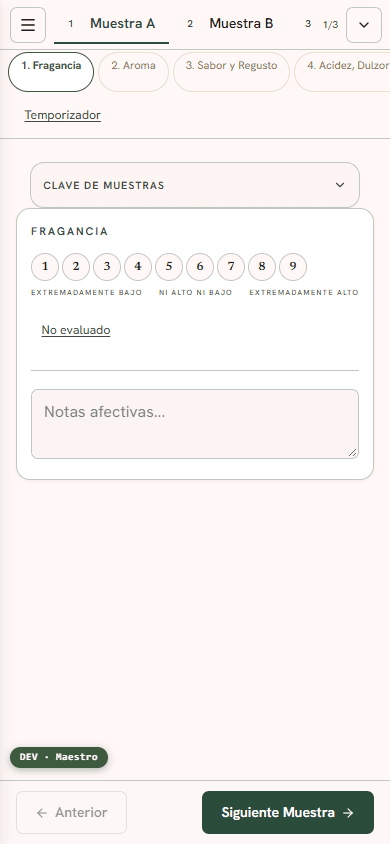 1 Muestra A 2 Muestra B 3 1/3
1. Fragancia 2. Aroma 3. Sabor y Regusto 4. Acidez, Dulzor
Temporizador
CLAVE DE MUESTRAS
FRAGANCIA
1 2 3 4 5 6 7 8 9
EXTREMADAMENTE BAJO NI ALTO NI BAJO EXTREMADAMENTE ALTO
No evaluado
Notas afectivas...
DEV · Maestro
← Anterior Siguiente Muestra →